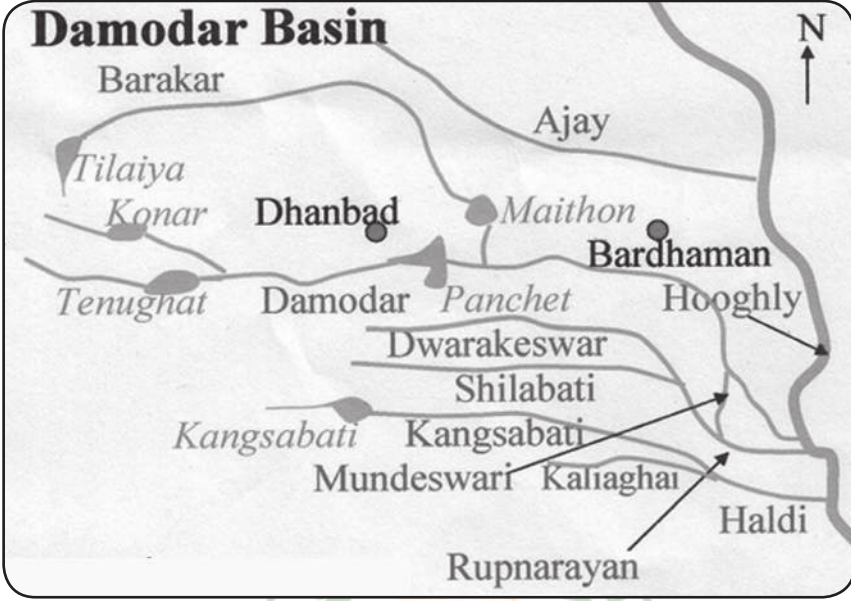 Damodar Basin
N
Barakar
Ajay
Tilaiya
Konar
Dhanbad
Maithon
Bardhaman
Tenughat
Damodar
Panchet
Hooghly
Dwarakeswar
Shilabati
Kangsabati
Kangsabati
Mundeswari
Kaliaghai
Haldi
Rupnarayan